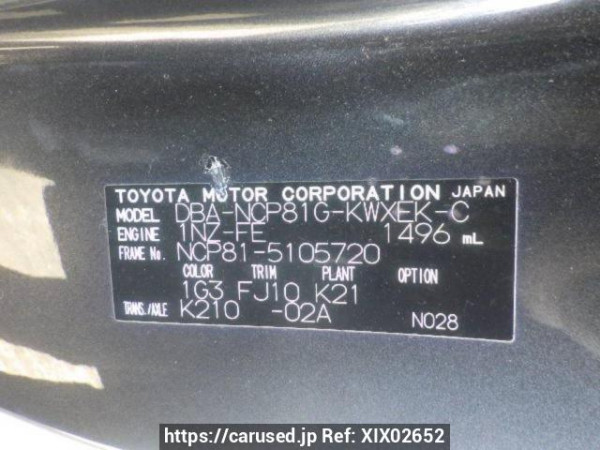 TOYOTA MOTOR CORPORATION JAPAN
MODEL DBA-NCP81G-KWXEK-C
ENGINE 1NZ-FE 1496 mL
FRAME No. NCP81-5105720
COLOR TRIM PLANT OPTION
1G3 FJ10 K21
TRANS./AXLE K210 -02A N028
https://carused.jp Ref: XIX02652